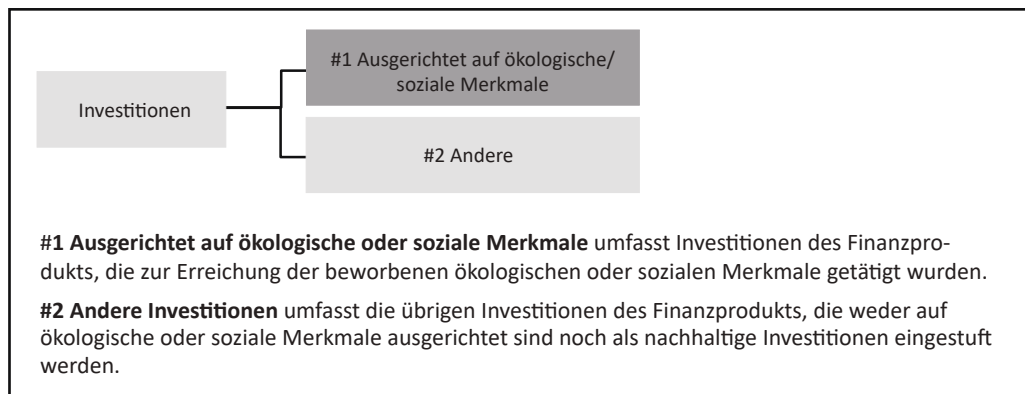 #1 Ausgerichtet auf ökologische/
soziale Merkmale
Investitionen
#2 Andere
#1 Ausgerichtet auf ökologische oder soziale Merkmale umfasst Investitionen des Finanzpro-
dukts, die zur Erreichung der beworbenen ökologischen oder sozialen Merkmale getätigt wurden.
#2 Andere Investitionen umfasst die übrigen Investitionen des Finanzprodukts, die weder auf
ökologische oder soziale Merkmale ausgerichtet sind noch als nachhaltige Investitionen eingestuft
werden.